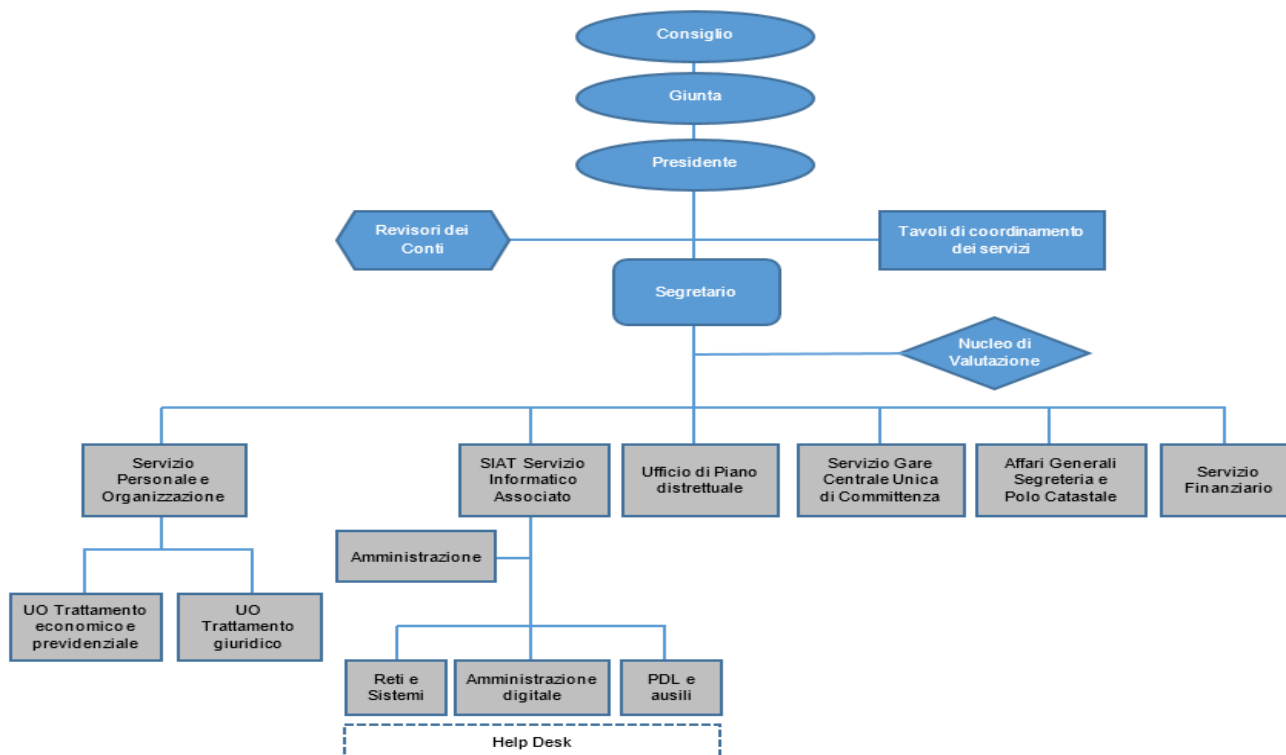 Consiglio
Giunta
Presidente
Revisori dei
Conti
Tavoli di coordinamento
dei servizi
Segretario
Nucleo di
Valutazione
Servizio
Personale e
Organizzazione
SIAT Servizio
Informatico
Associato
Ufficio di Piano
distrettuale
Servizio Gare
Centrale Unica
di Committenza
Affari Generali
Segreteria e
Polo Catastale
Servizio
Finanziario
Amministrazione
UO Trattamento
economico e
previdenziale
UO
Trattamento
giuridico
Reti e
Sistemi
Amministrazione
digitale
PDL e
ausili
Help Desk